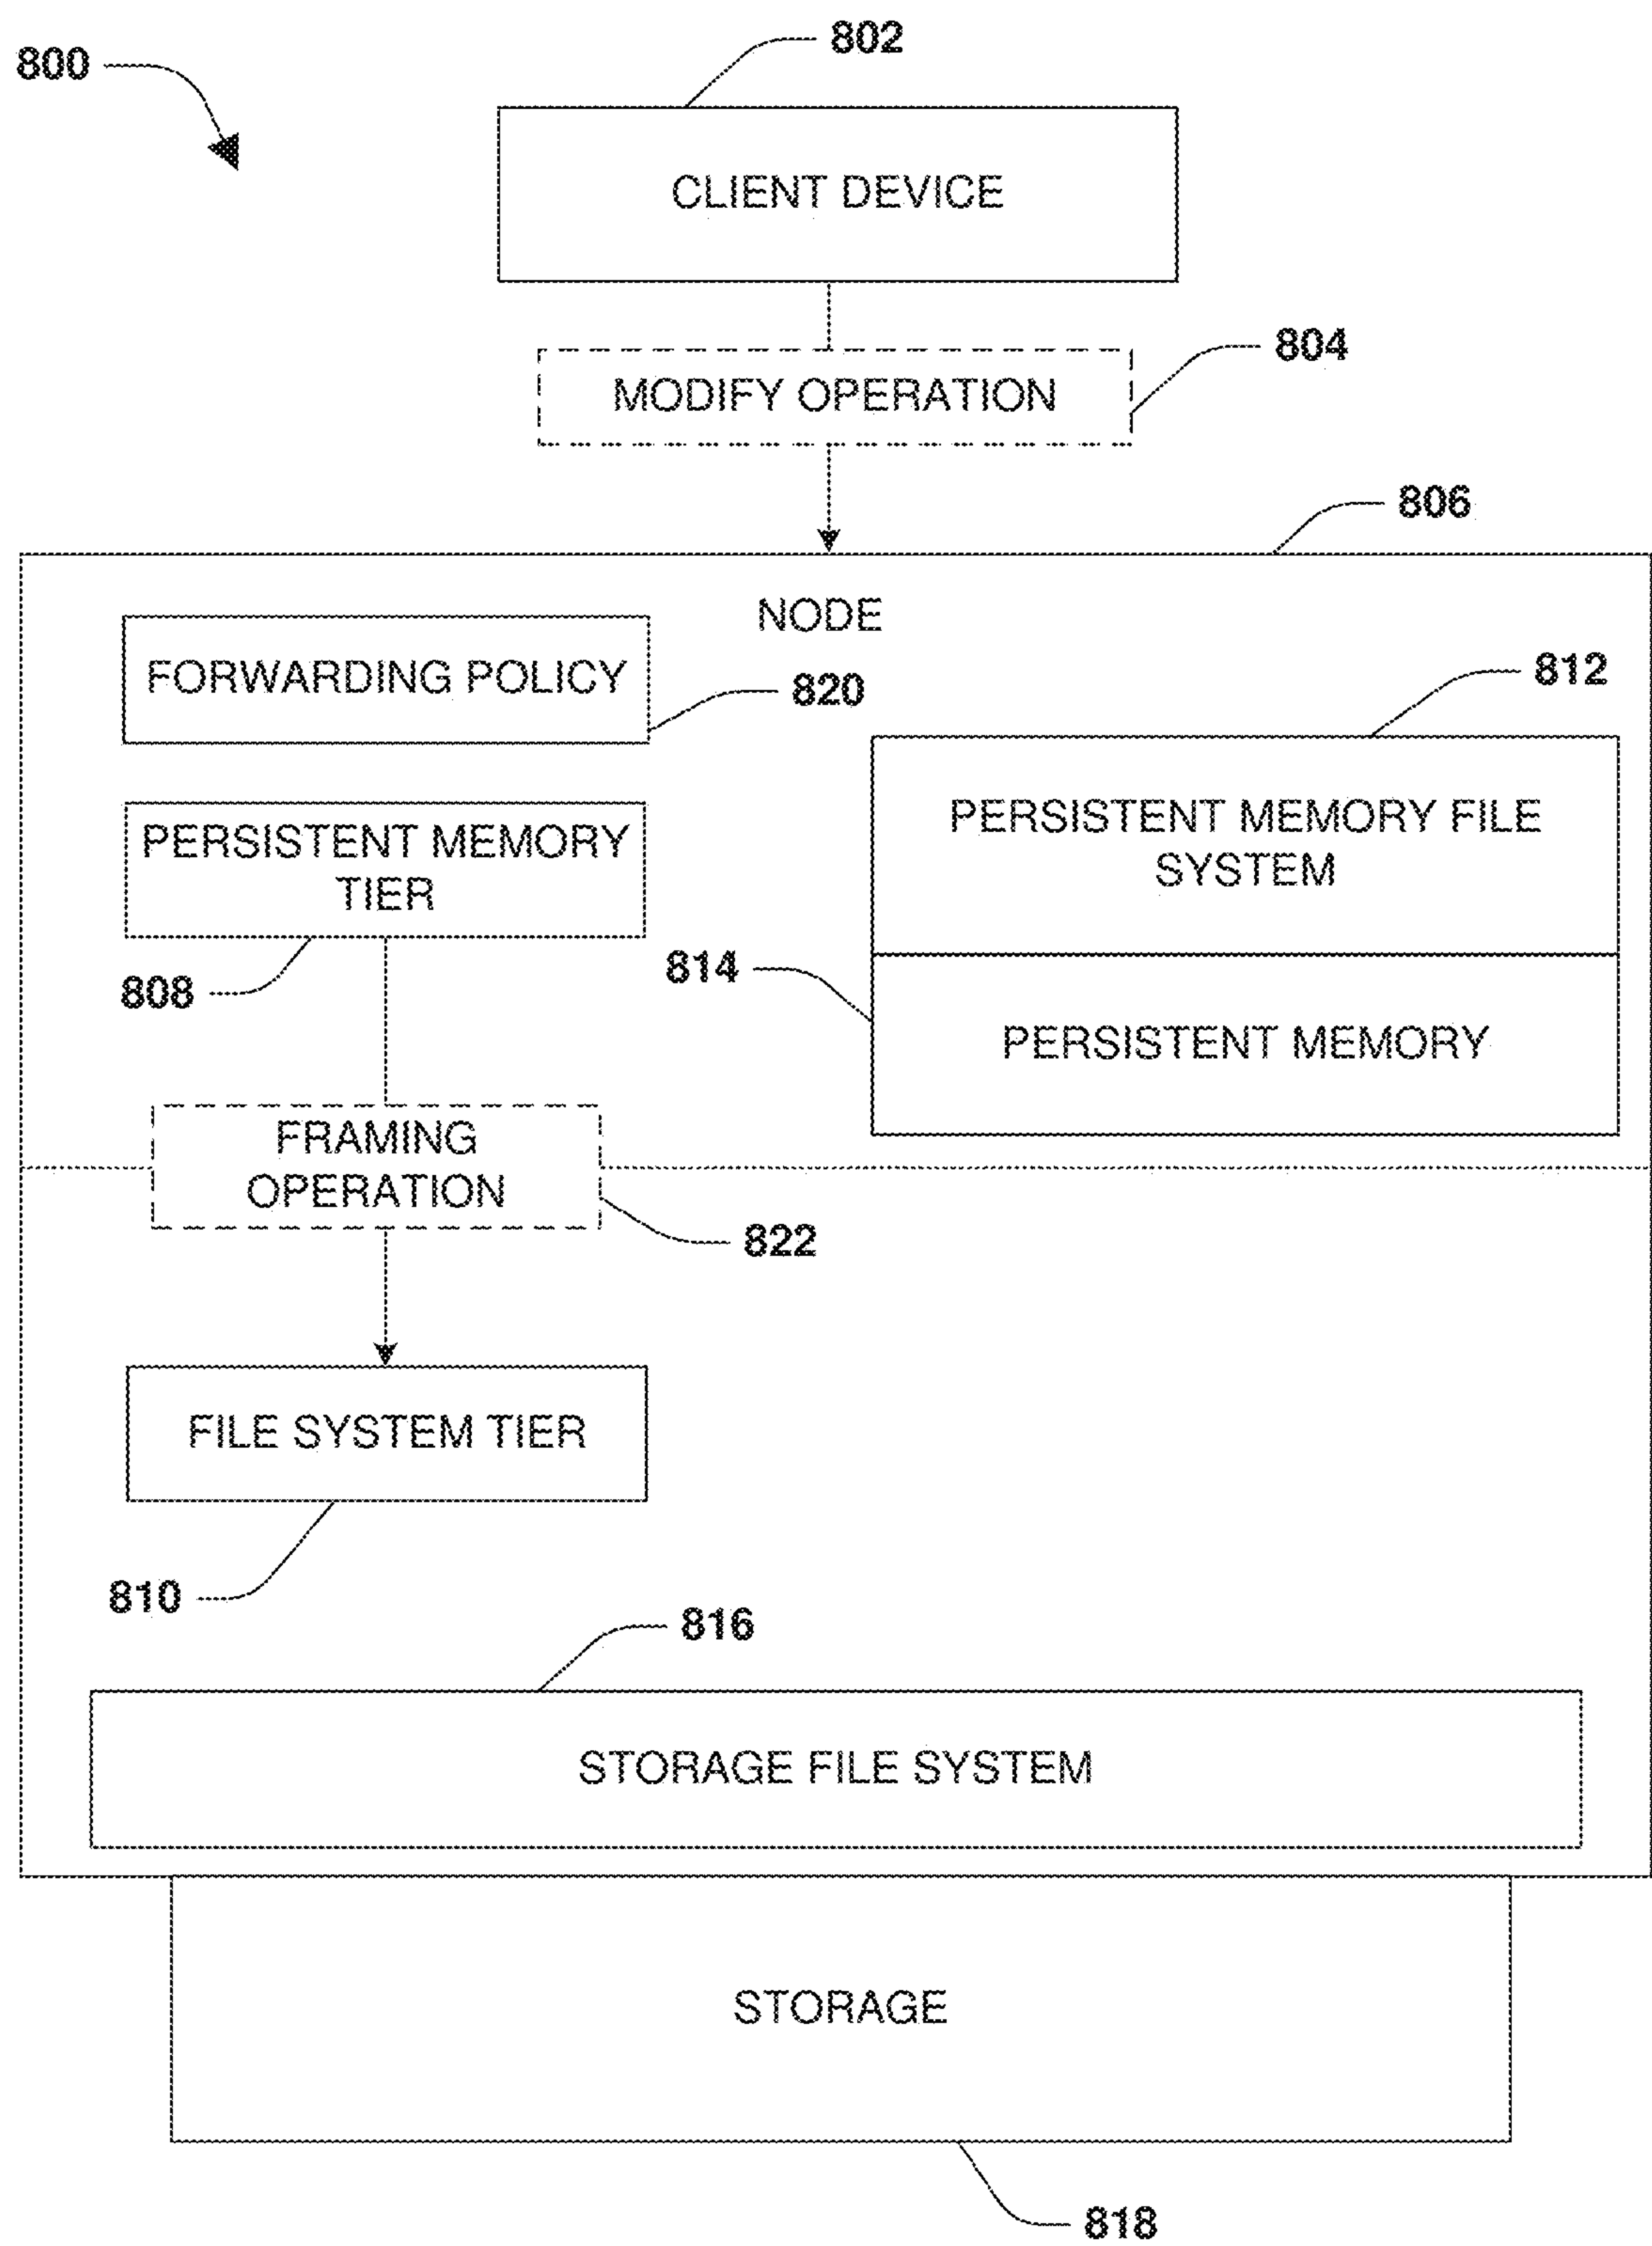 800
802
CLIENT DEVICE
804
MODIFY OPERATION
806
NODE
FORWARDING POLICY
820
812
PERSISTENT MEMORY FILE
SYSTEM
PERSISTENT MEMORY
TIER
808
814
PERSISTENT MEMORY
FRAMING
OPERATION
822
FILE SYSTEM TIER
810
816
STORAGE FILE SYSTEM
STORAGE
818